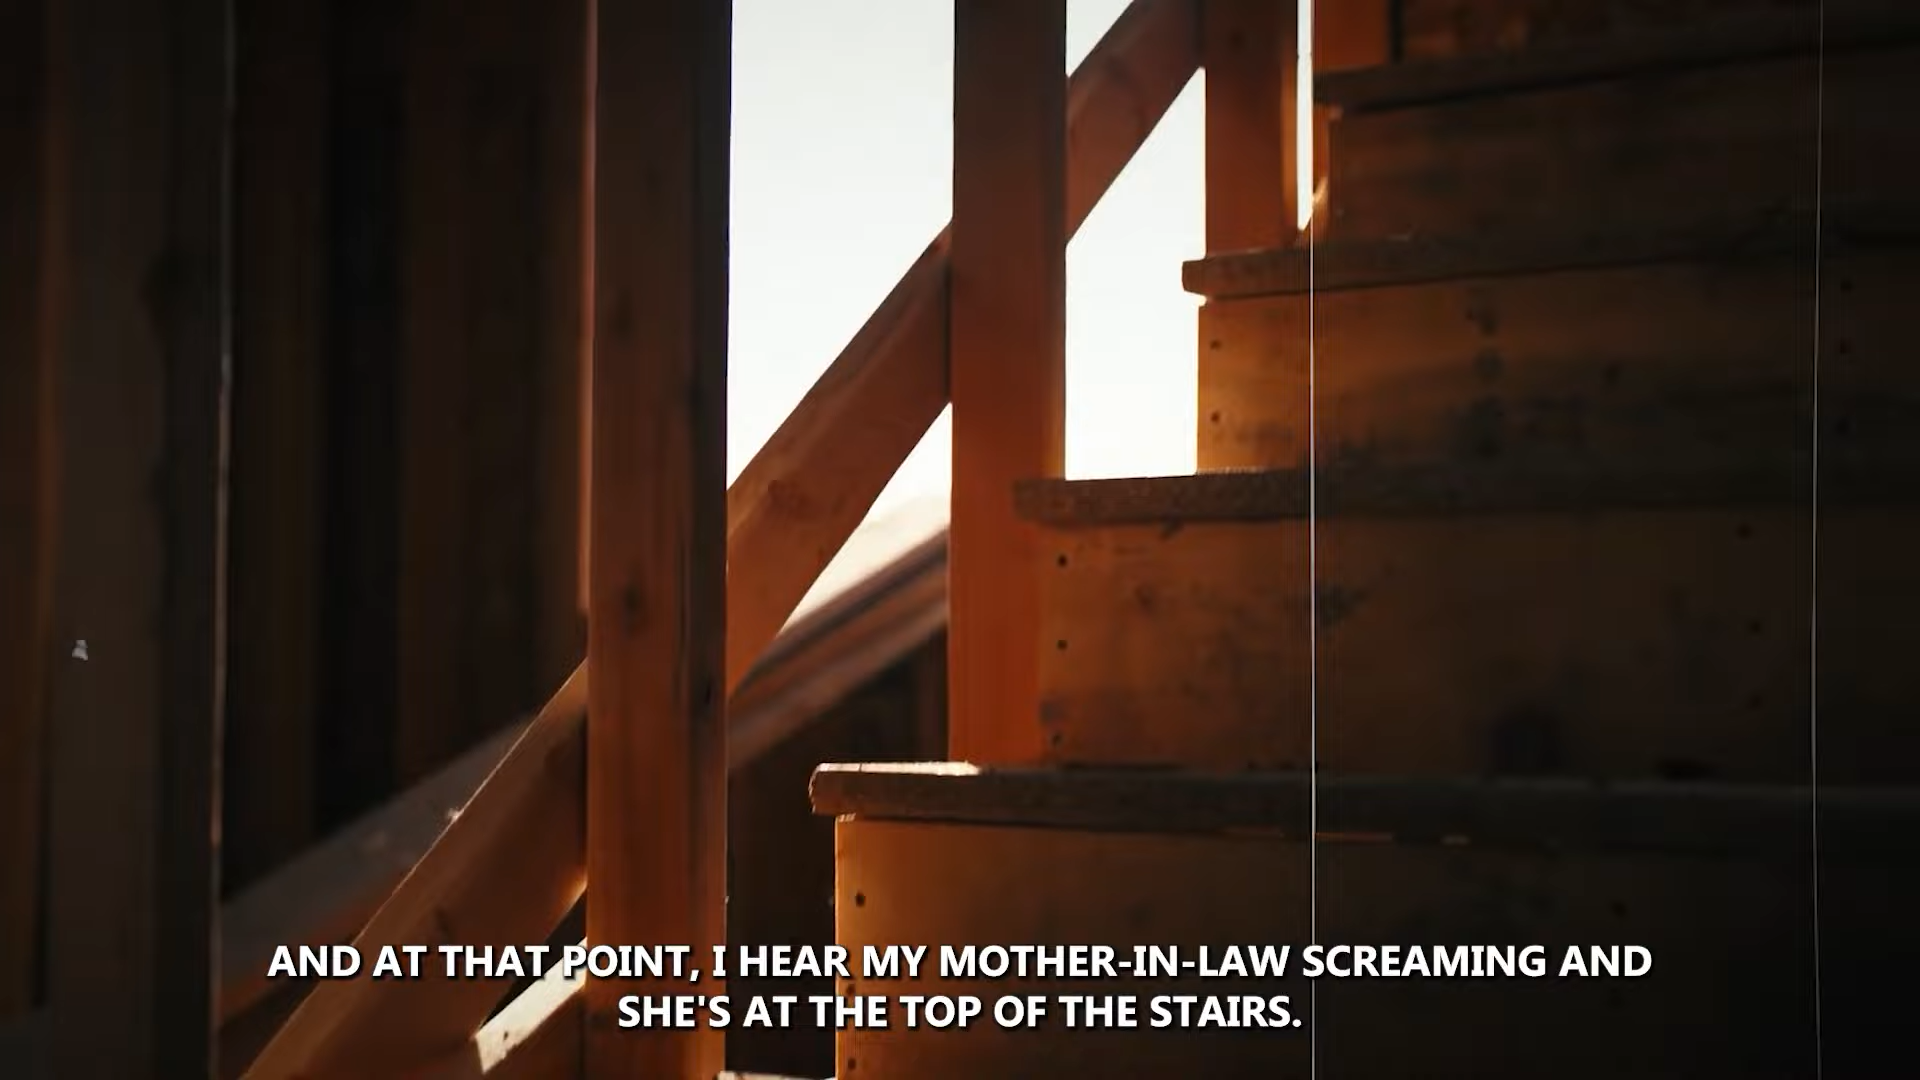 AND AT THAT POINT, I HEAR MY MOTHER-IN-LAW SCREAMING AND
SHE'S AT THE TOP OF THE STAIRS.